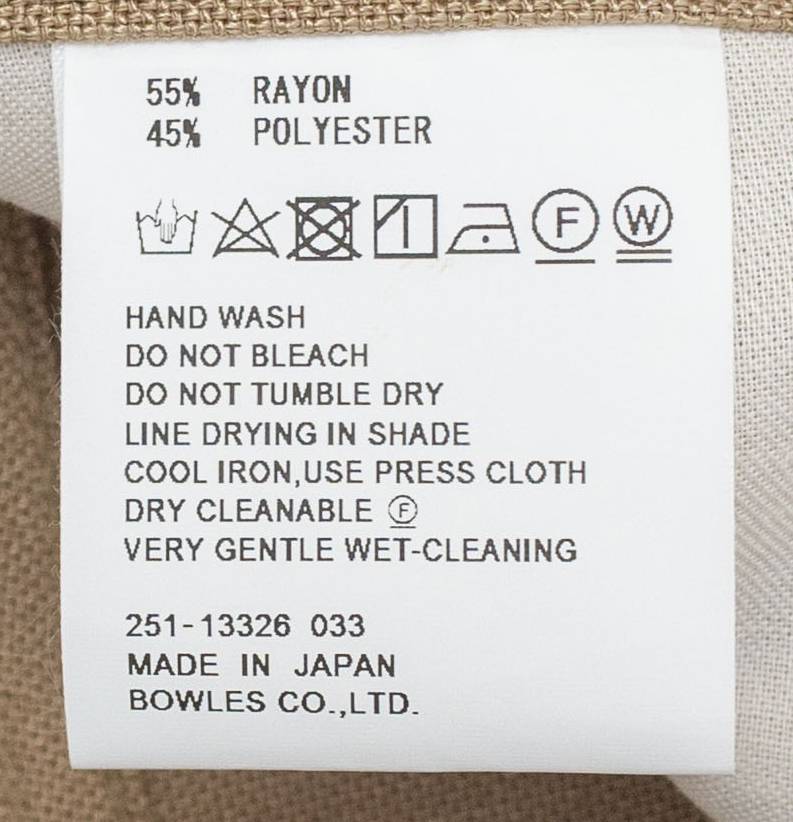 55% RAYON
45% POLYESTER
F W
HAND WASH
DO NOT BLEACH
DO NOT TUMBLE DRY
LINE DRYING IN SHADE
COOL IRON,USE PRESS CLOTH
DRY CLEANABLE Ⓕ
VERY GENTLE WET-CLEANING
251-13326 033
MADE IN JAPAN
BOWLES CO.,LTD.